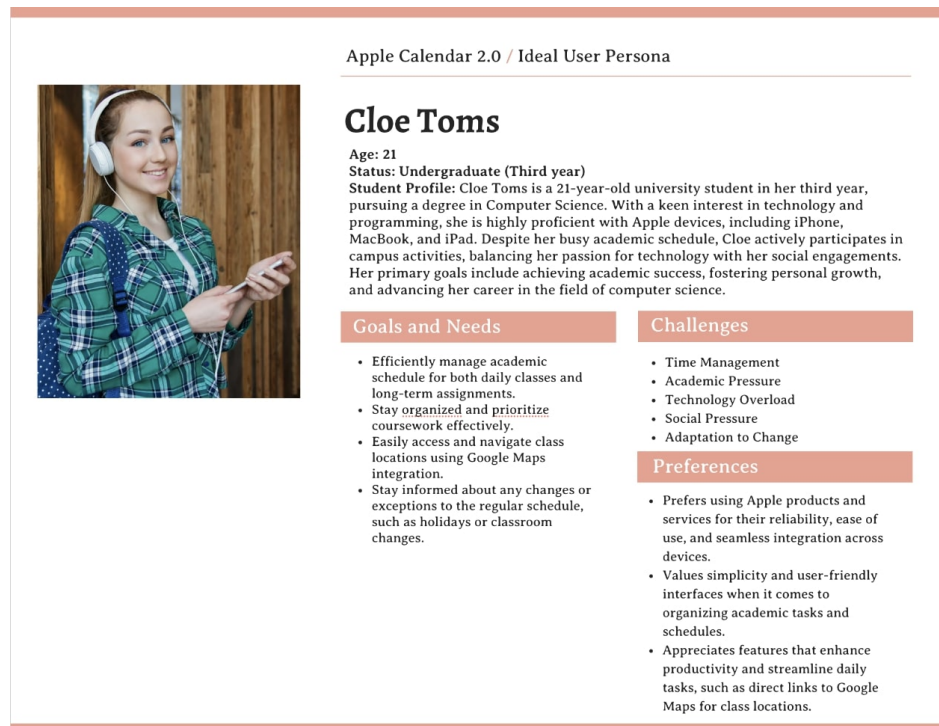 Apple Calendar 2.0 / Ideal User Persona
Cloe Toms
Age: 21
Status: Undergraduate (Third year)
Student Profile: Cloe Toms is a 21-year-old university student in her third year,
pursuing a degree in Computer Science. With a keen interest in technology and
programming, she is highly proficient with Apple devices, including iPhone,
MacBook, and iPad. Despite her busy academic schedule, Cloe actively participates in
campus activities, balancing her passion for technology with her social engagements.
Her primary goals include achieving academic success, fostering personal growth,
and advancing her career in the field of computer science.
Goals and Needs
• Efficiently manage academic
schedule for both daily classes and
long-term assignments.
• Stay organized and prioritize
coursework effectively.
• Easily access and navigate class
locations using Google Maps
integration.
• Stay informed about any changes or
exceptions to the regular schedule,
such as holidays or classroom
changes.
Challenges
• Time Management
• Academic Pressure
• Technology Overload
• Social Pressure
• Adaptation to Change
Preferences
• Prefers using Apple products and
services for their reliability, ease of
use, and seamless integration across
devices.
• Values simplicity and user-friendly
interfaces when it comes to
organizing academic tasks and
schedules.
• Appreciates features that enhance
productivity and streamline daily
tasks, such as direct links to Google
Maps for class locations.